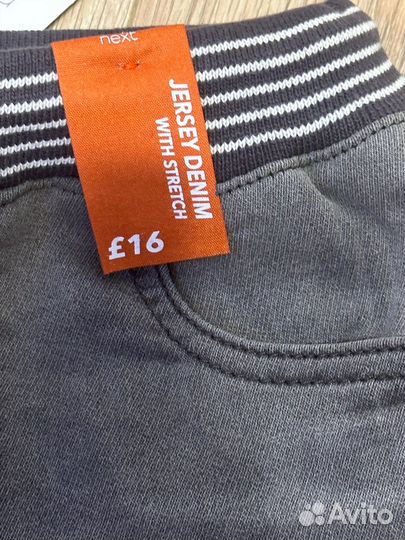 next
JERSEY DENIM
WITH STRETCH
£16
Avito